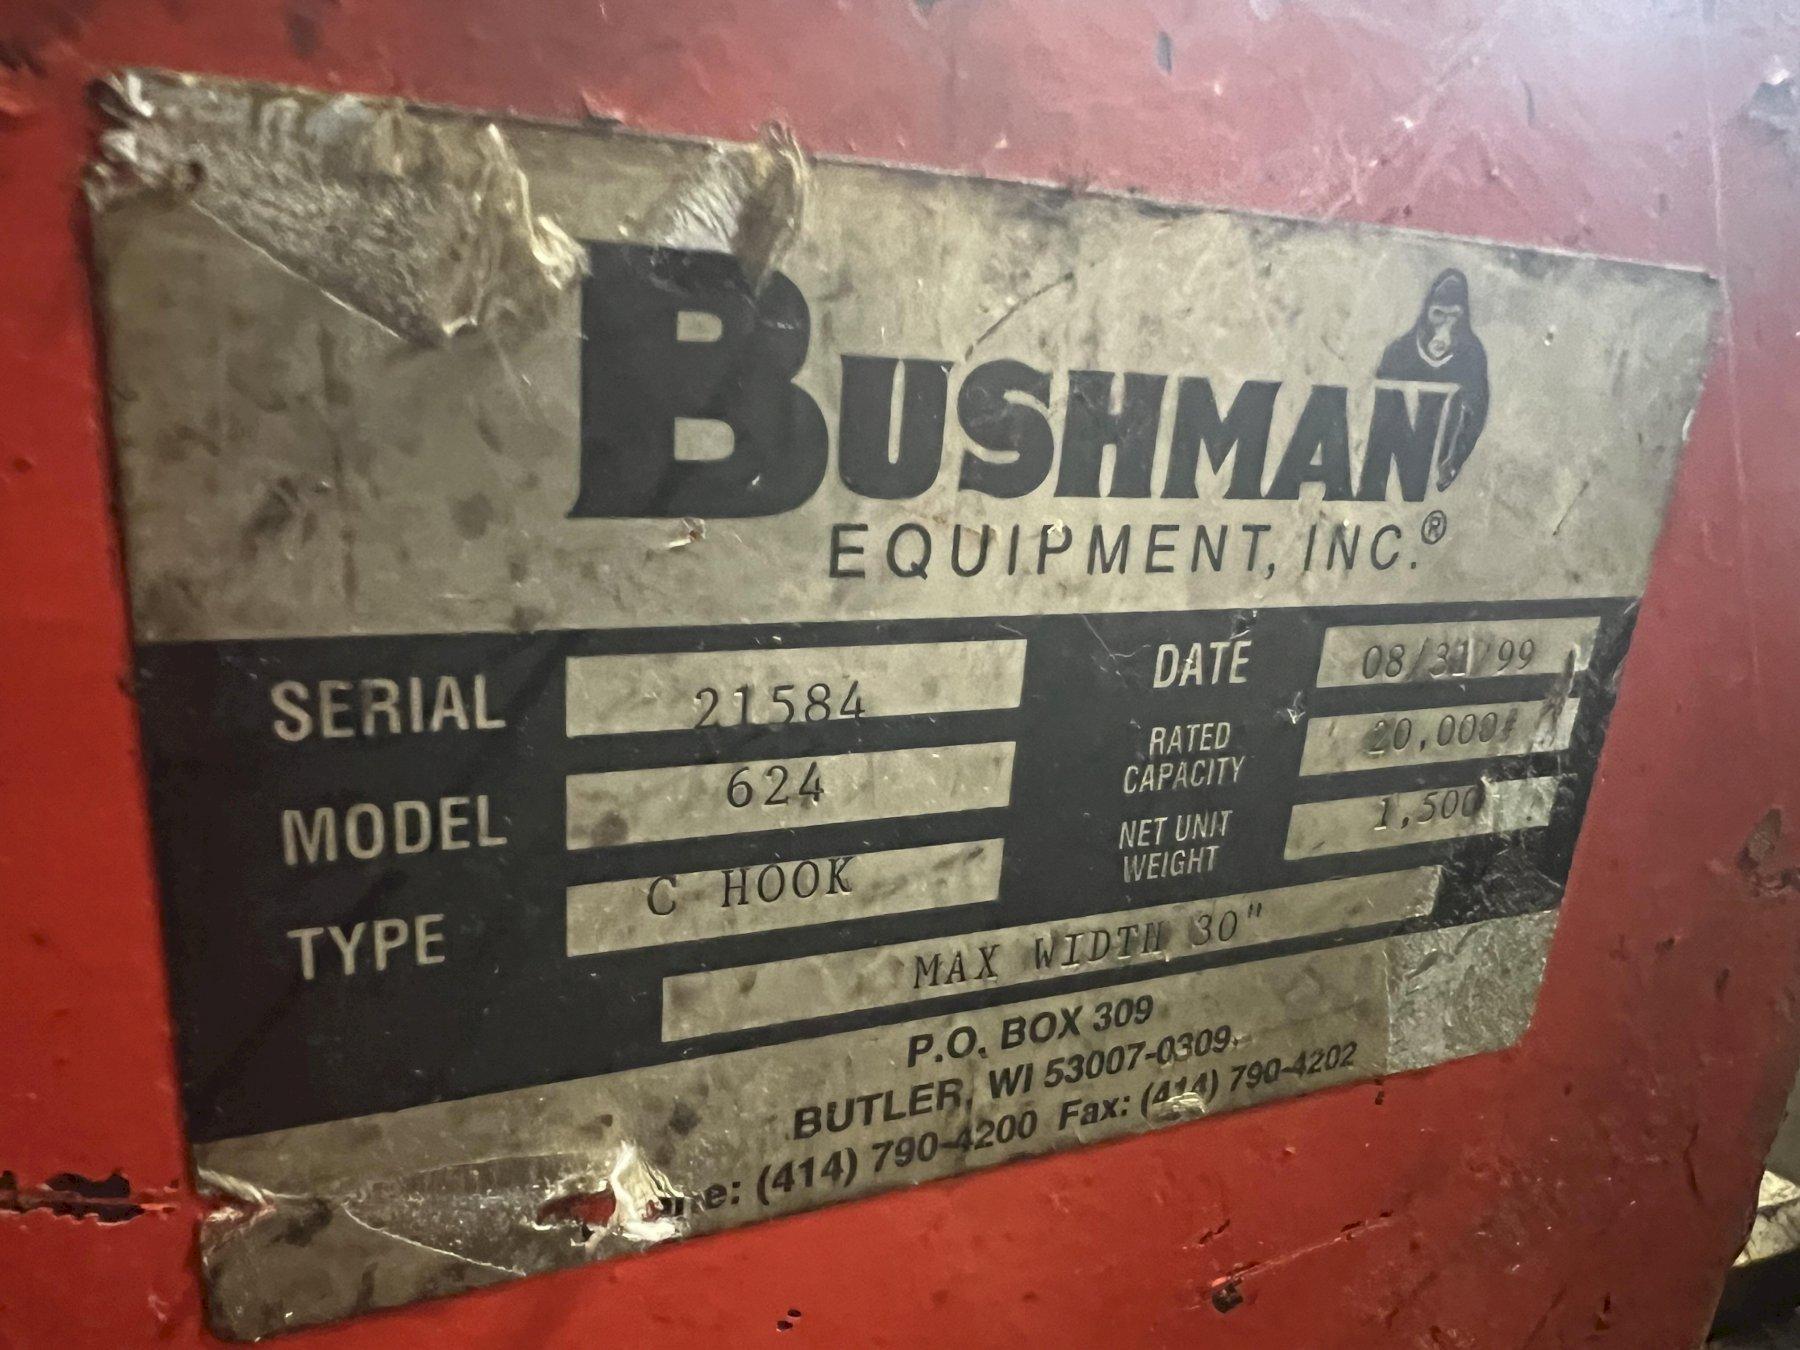 BUSHMAN
EQUIPMENT, INC.®
SERIAL 21584
MODEL 624
TYPE C HOOK
DATE 08/31/99
RATED CAPACITY 20,000#
NET UNIT WEIGHT 1,500
MAX WIDTH 30"
P.O. BOX 309
BUTLER, WI 53007-0309
(414) 790-4200 Fax: (414) 790-4202